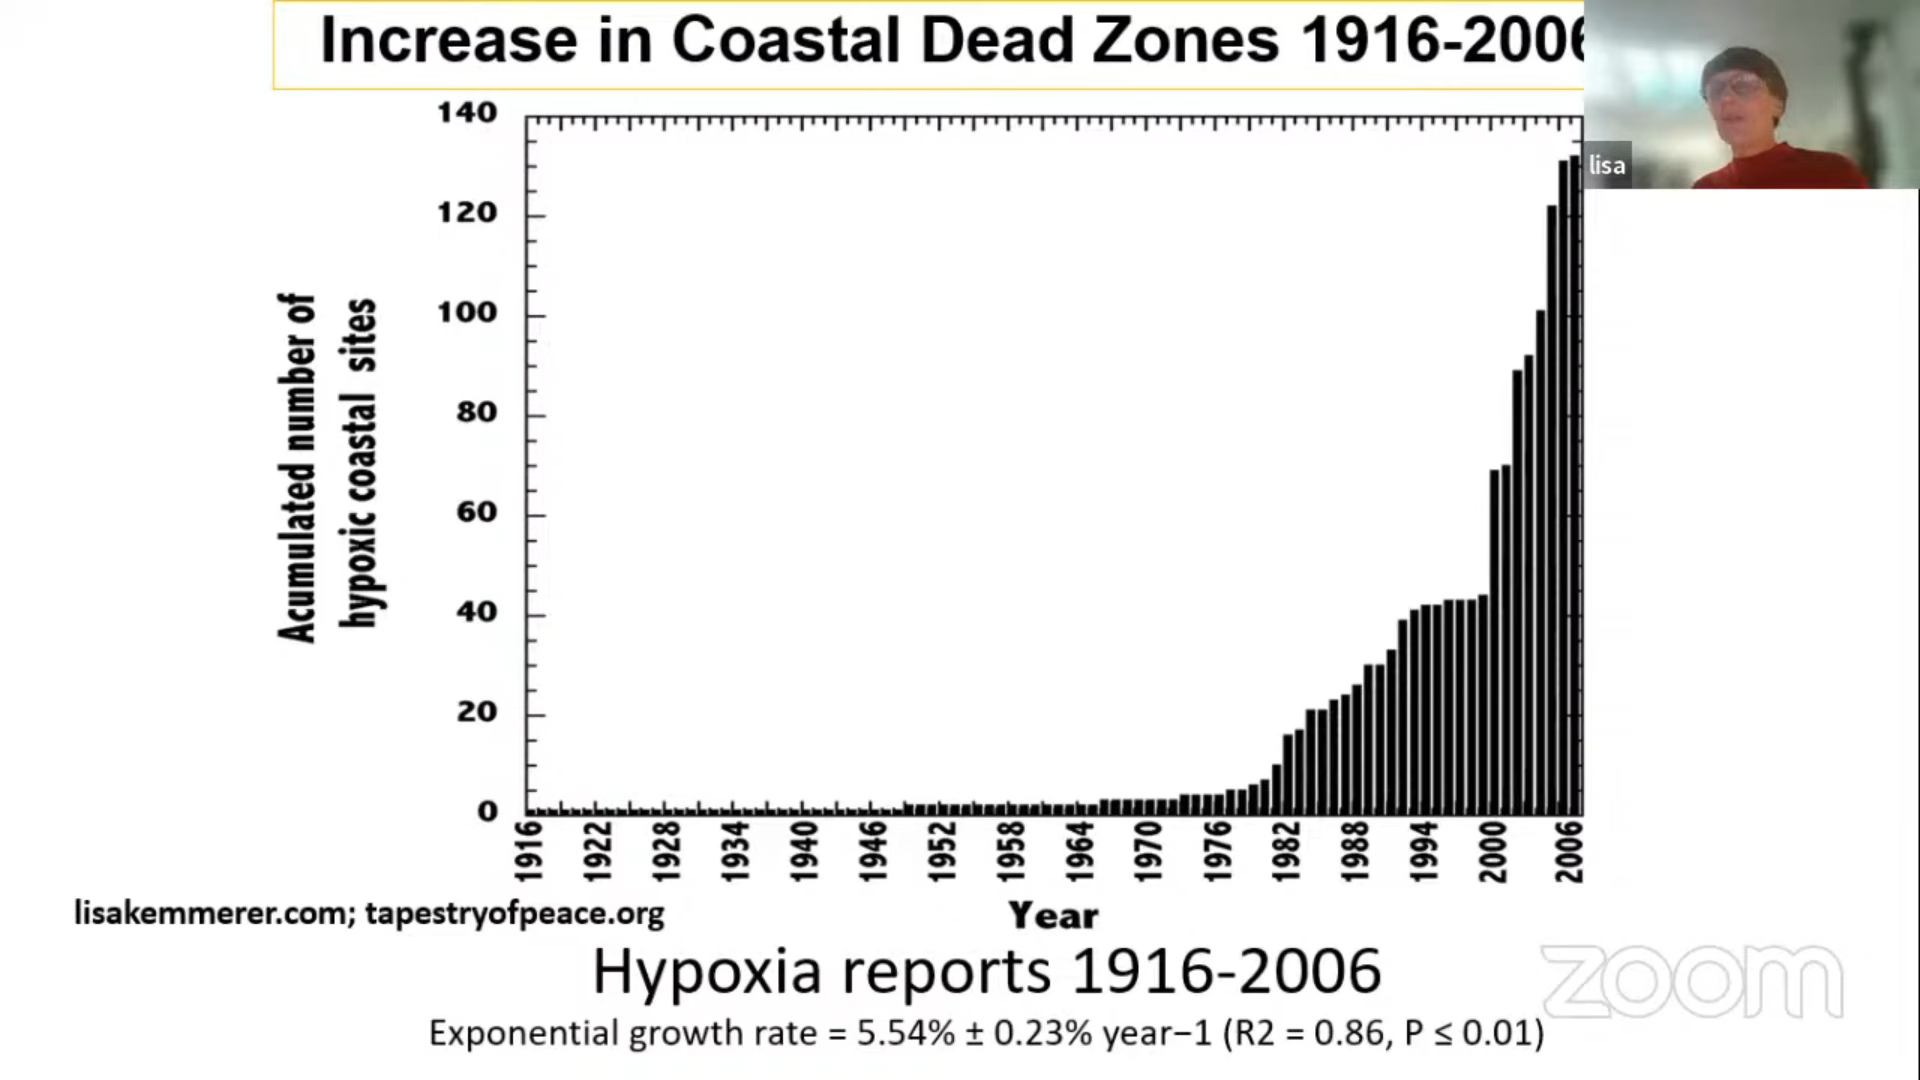 Increase in Coastal Dead Zones 1916-2006
lisa
140
120
100
80
60
40
20
0
Acumulated number of
hypoxic coastal sites
1916 1922 1928 1934 1940 1946 1952 1958 1964 1970 1976 1982 1988 1994 2000 2006
lisakemmerer.com; tapestryofpeace.org
Year
Hypoxia reports 1916-2006
zoom
Exponential growth rate = 5.54% ± 0.23% year−1 (R2 = 0.86, P ≤ 0.01)